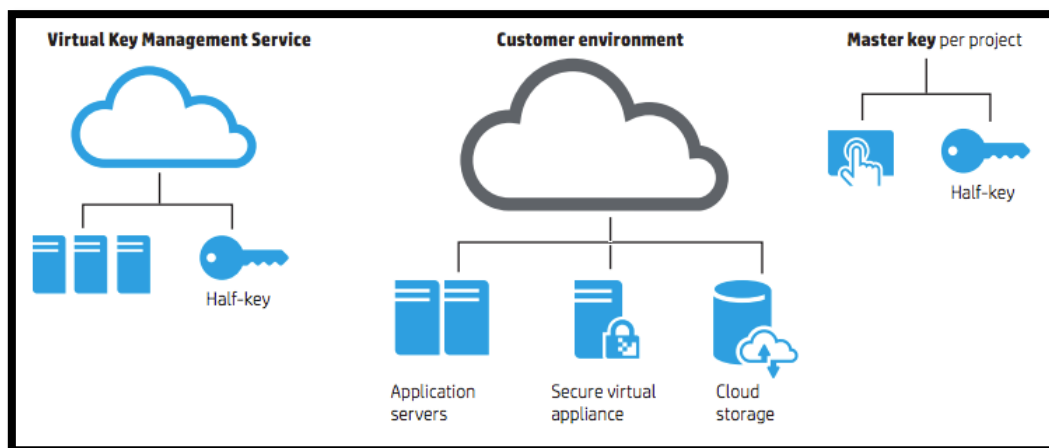 Virtual Key Management Service
Customer environment
Master key per project
Half-key
Half-key
Application
servers
Secure virtual
appliance
Cloud
storage